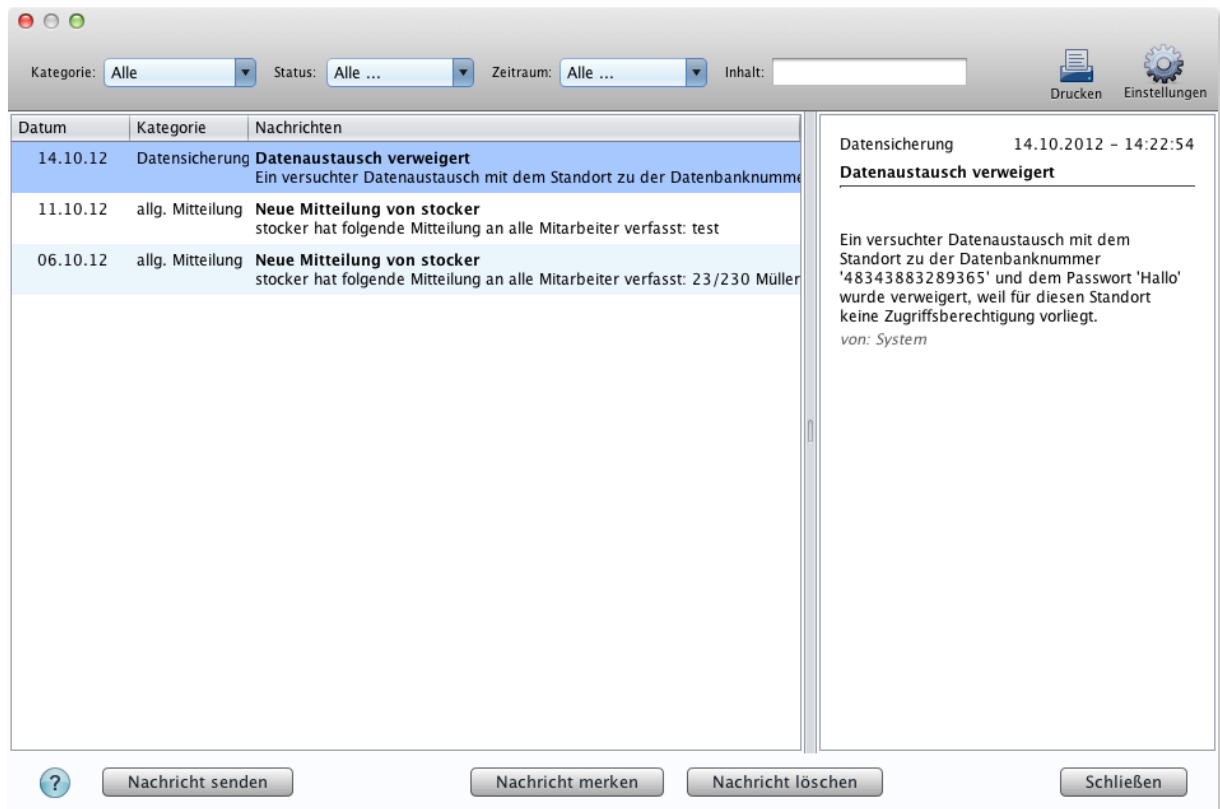 Kategorie: Alle Status: Alle ... Zeitraum: Alle ... Inhalt:
Drucken Einstellungen
Datum Kategorie Nachrichten
14.10.12 Datensicherung Datenaustausch verweigert
Ein versuchter Datenaustausch mit dem Standort zu der Datenbanknumme
11.10.12 allg. Mitteilung Neue Mitteilung von stocker
stocker hat folgende Mitteilung an alle Mitarbeiter verfasst: test
06.10.12 allg. Mitteilung Neue Mitteilung von stocker
stocker hat folgende Mitteilung an alle Mitarbeiter verfasst: 23/230 Müller
Datensicherung 14.10.2012 – 14:22:54
Datenaustausch verweigert
Ein versuchter Datenaustausch mit dem
Standort zu der Datenbanknummer
'48343883289365' und dem Passwort 'Hallo'
wurde verweigert, weil für diesen Standort
keine Zugriffsberechtigung vorliegt.
von: System
? Nachricht senden Nachricht merken Nachricht löschen Schließen